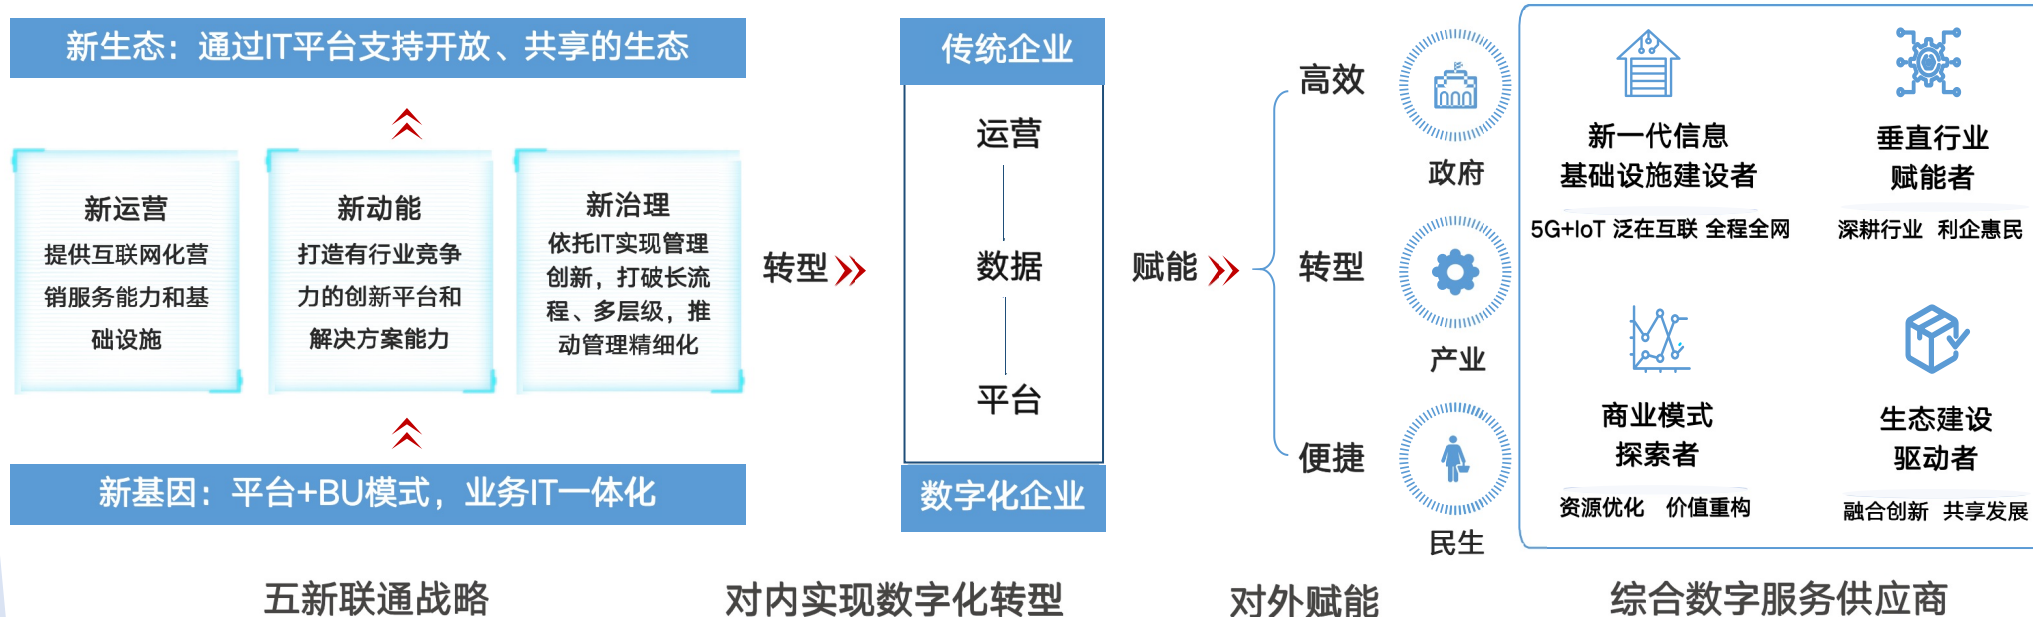 新生态：通过IT平台支持开放、共享的生态
新运营
提供互联网化营
销服务能力和基
础设施
新动能
打造有行业竞争
力的创新平台和
解决方案能力
新治理
依托IT实现管理
创新，打破长流
程、多层级，推
动管理精细化
新基因：平台+BU模式，业务IT一体化
五新联通战略
转型
传统企业
运营
数据
平台
数字化企业
对内实现数字化转型
赋能
高效
政府
转型
产业
便捷
民生
对外赋能
新一代信息
基础设施建设者
5G+IoT 泛在互联 全程全网
垂直行业
赋能者
深耕行业 利企惠民
商业模式
探索者
资源优化 价值重构
生态建设
驱动者
融合创新 共享发展
综合数字服务供应商